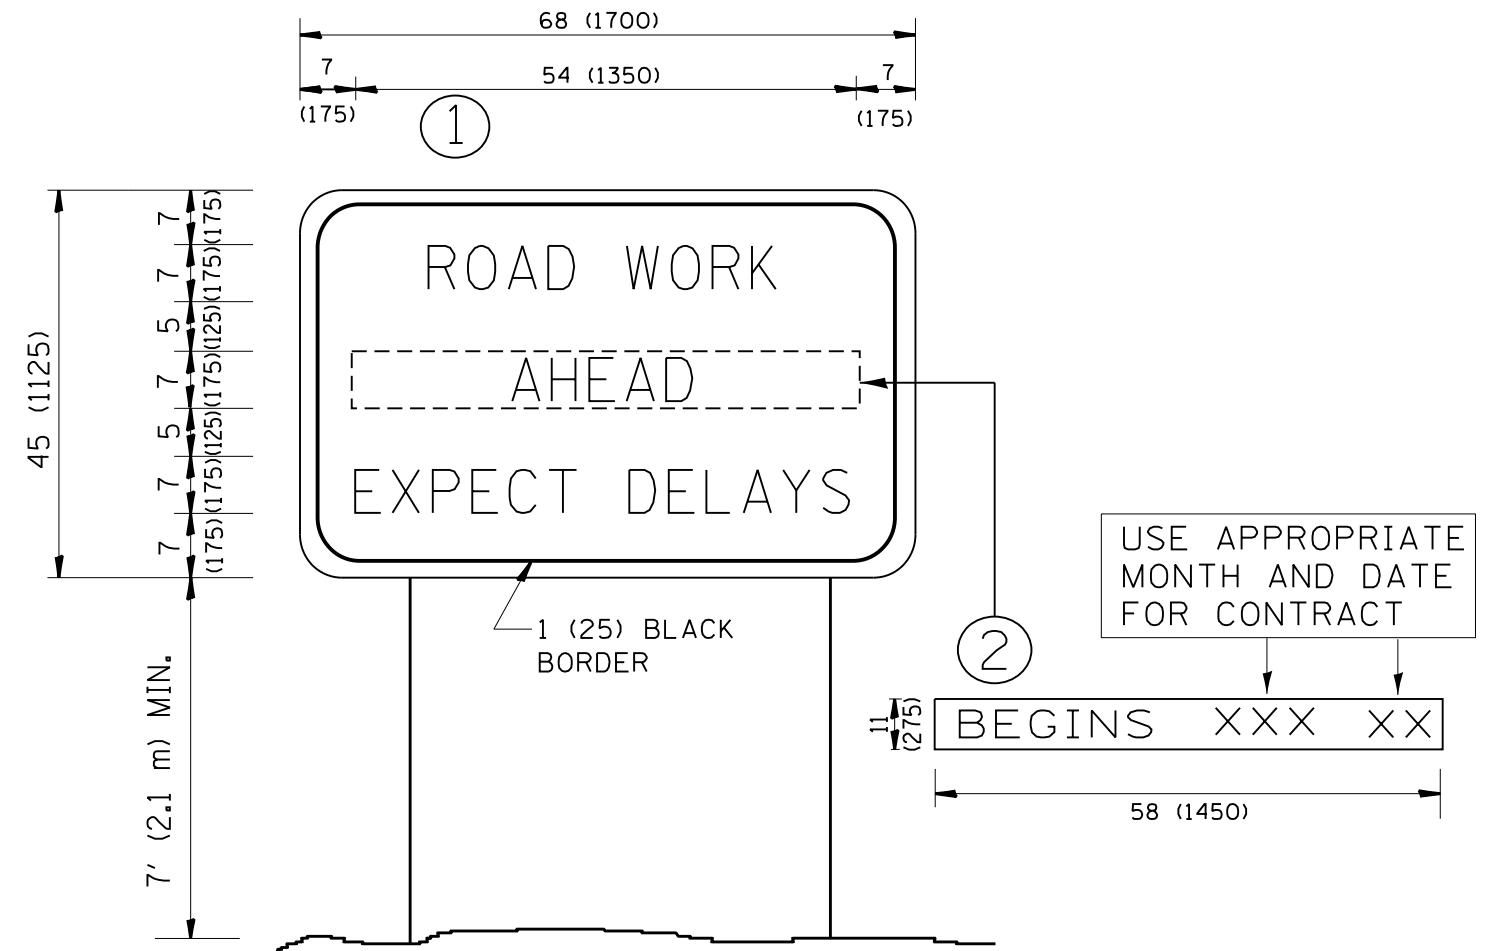 68 (1700)
7
54 (1350)
7
(175)
(175)
1
7
(175)
7
(175)
5
(125)
7
(175)
5
(125)
7
(175)
7
(175)
45 (1125)
ROAD WORK
AHEAD
EXPECT DELAYS
1 (25) BLACK
BORDER
7' (2.1 m) MIN.
USE APPROPRIATE
MONTH AND DATE
FOR CONTRACT
2
11
(275)
BEGINS XXX XX
58 (1450)